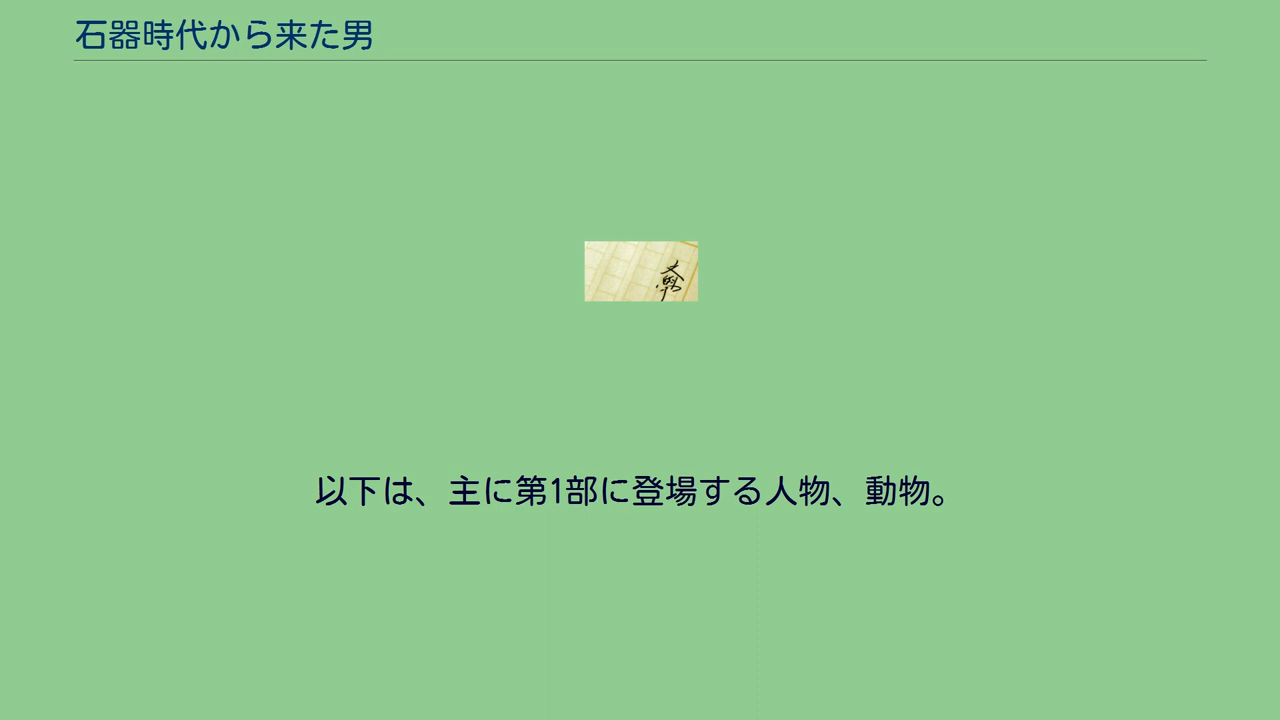 石器時代から来た男
以下は、主に第1部に登場する人物、動物。